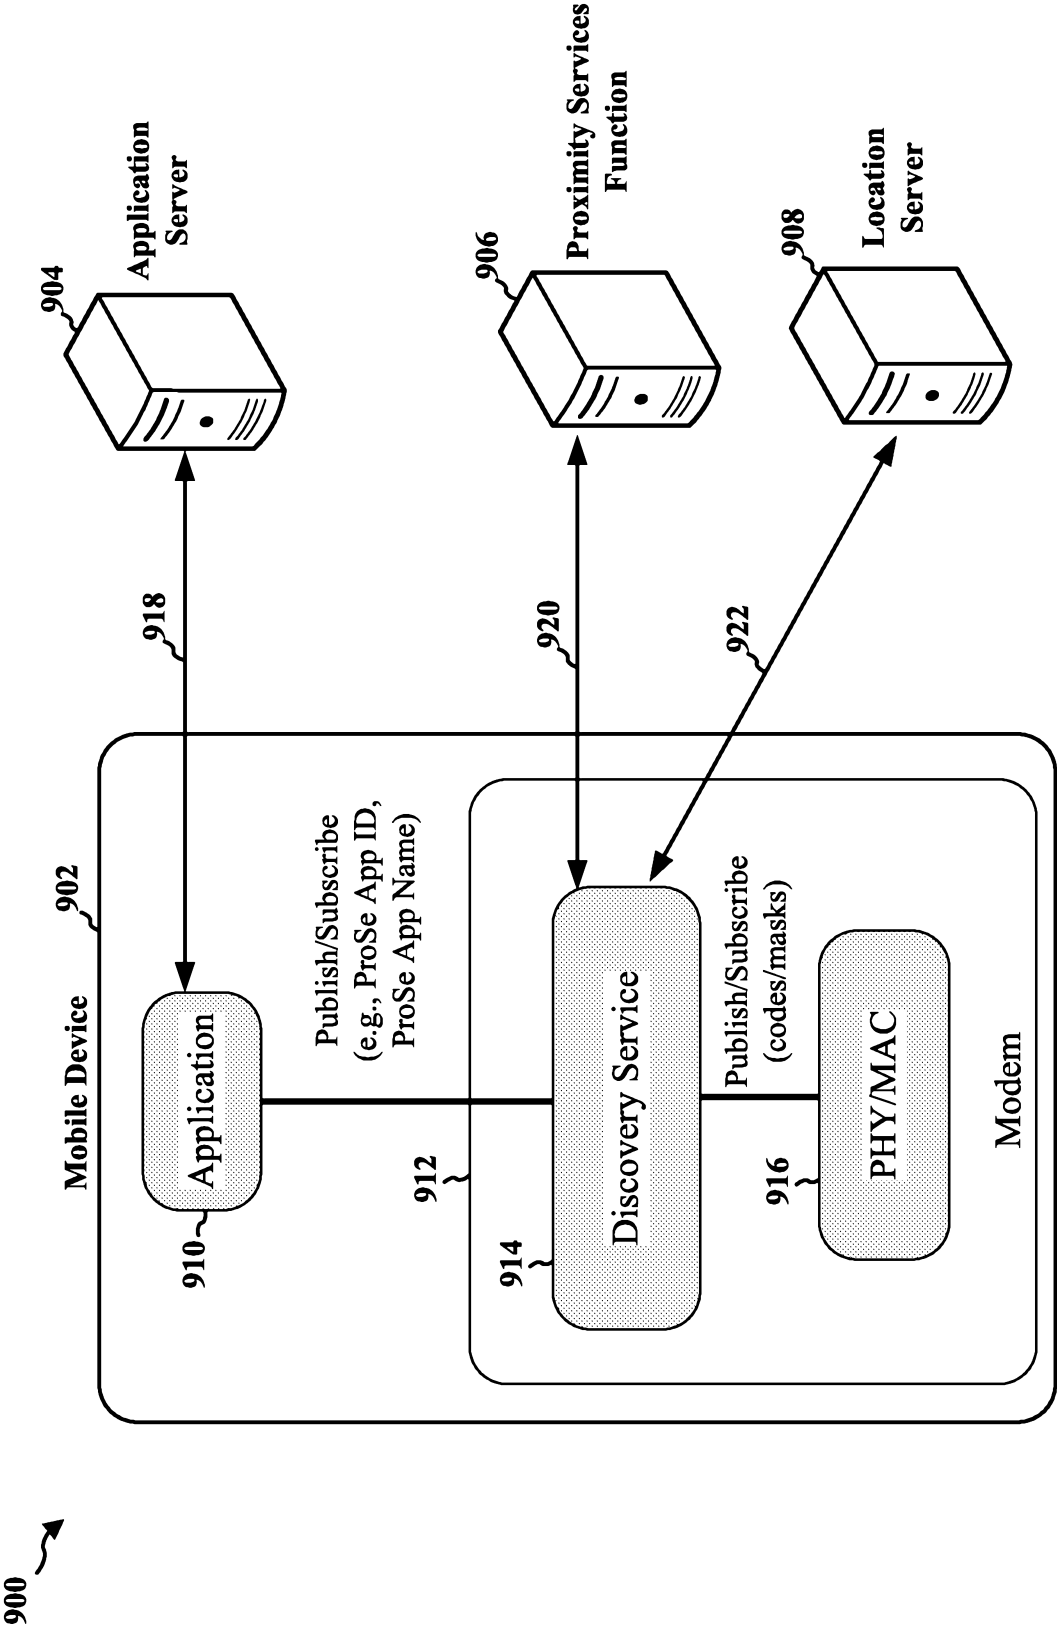 900
Mobile Device
902
910
Application
918
904
Application
Server
Publish/Subscribe
(e.g., ProSe App ID,
ProSe App Name)
912
914
Discovery Service
920
906
Proximity Services
Function
Publish/Subscribe
(codes/masks)
922
908
Location
Server
916
PHY/MAC
Modem